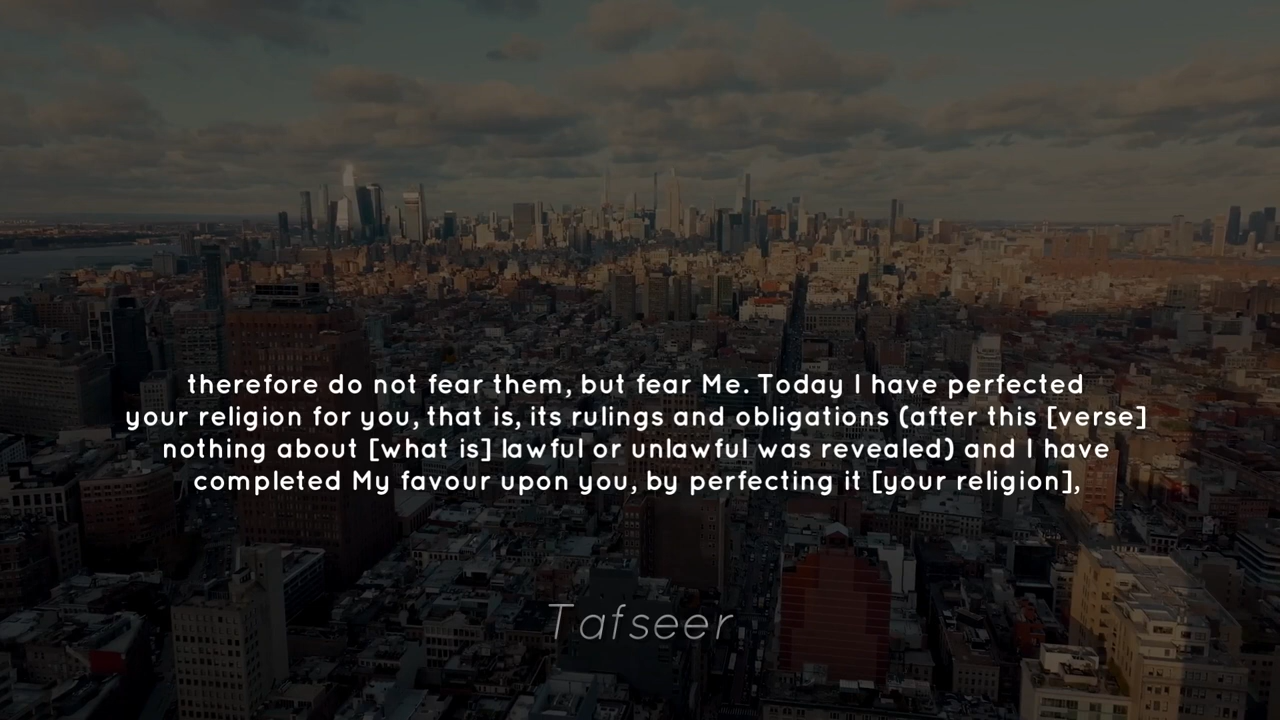 therefore do not fear them, but fear Me. Today I have perfected
your religion for you, that is, its rulings and obligations (after this [verse]
nothing about [what is] lawful or unlawful was revealed) and I have
completed My favour upon you, by perfecting it [your religion],
Tafseer